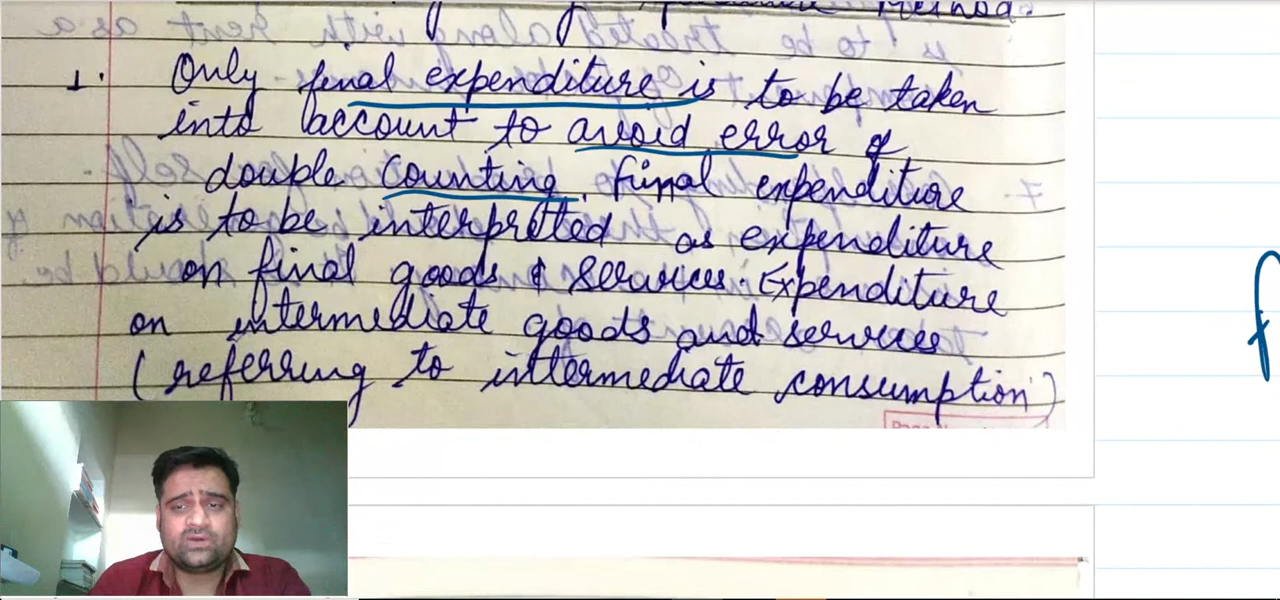 Method.
1. Only final expenditure is to be taken
into account to avoid error of
double counting. Final expenditure
is to be interpreted as expenditure
on final goods & services. Expenditure
on intermediate goods and services
(referring to intermediate consumption)